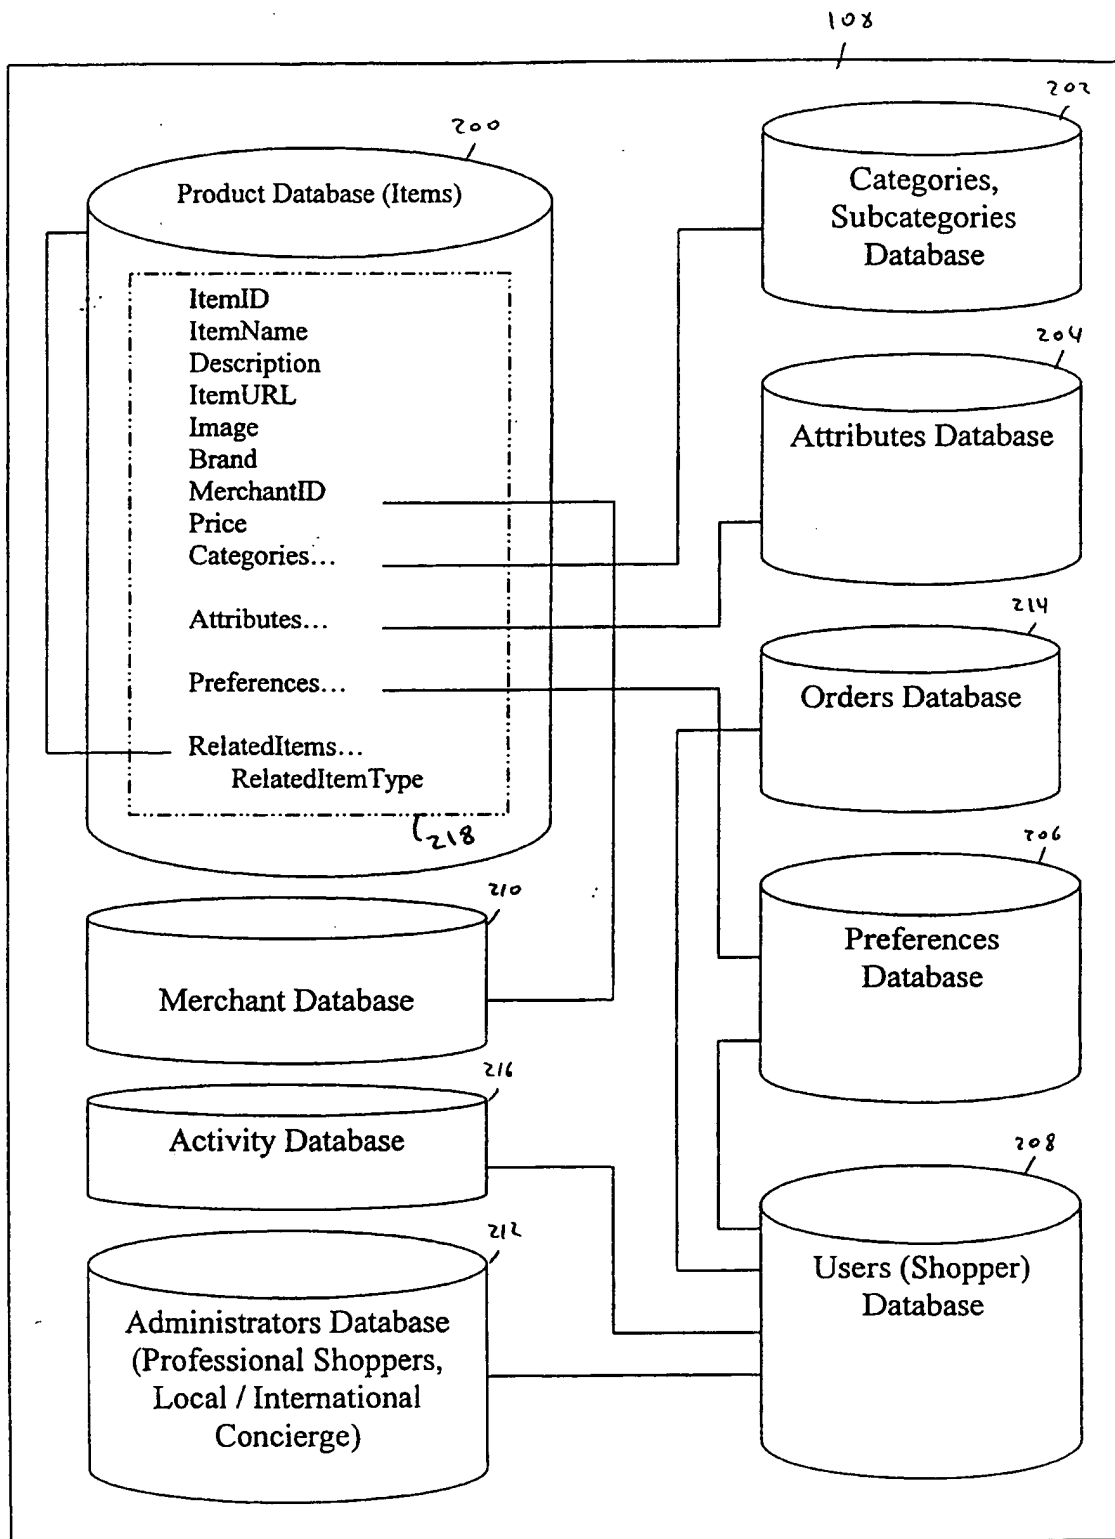 108
200
Product Database (Items)
ItemID
ItemName
Description
ItemURL
Image
Brand
MerchantID
Price
Categories...
Attributes...
Preferences...
RelatedItems...
RelatedItemType
218
202
Categories,
Subcategories
Database
204
Attributes Database
214
Orders Database
206
Preferences
Database
208
Users (Shopper)
Database
210
Merchant Database
216
Activity Database
212
Administrators Database
(Professional Shoppers,
Local / International
Concierge)